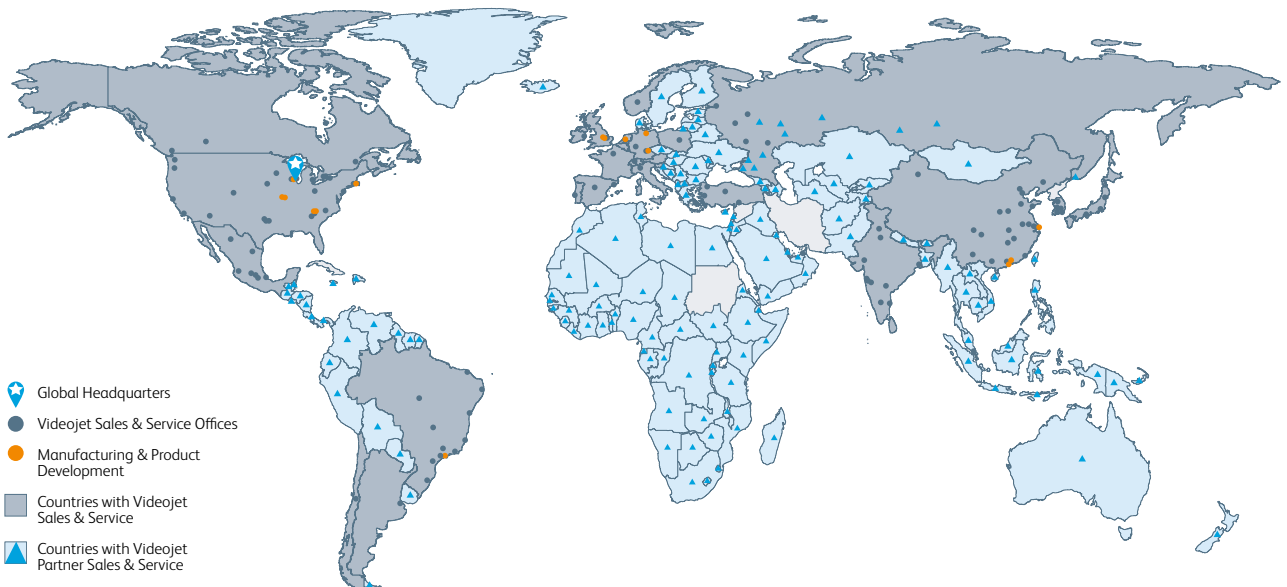 Global Headquarters
Videojet Sales & Service Offices
Manufacturing & Product
Development
Countries with Videojet
Sales & Service
Countries with Videojet
Partner Sales & Service